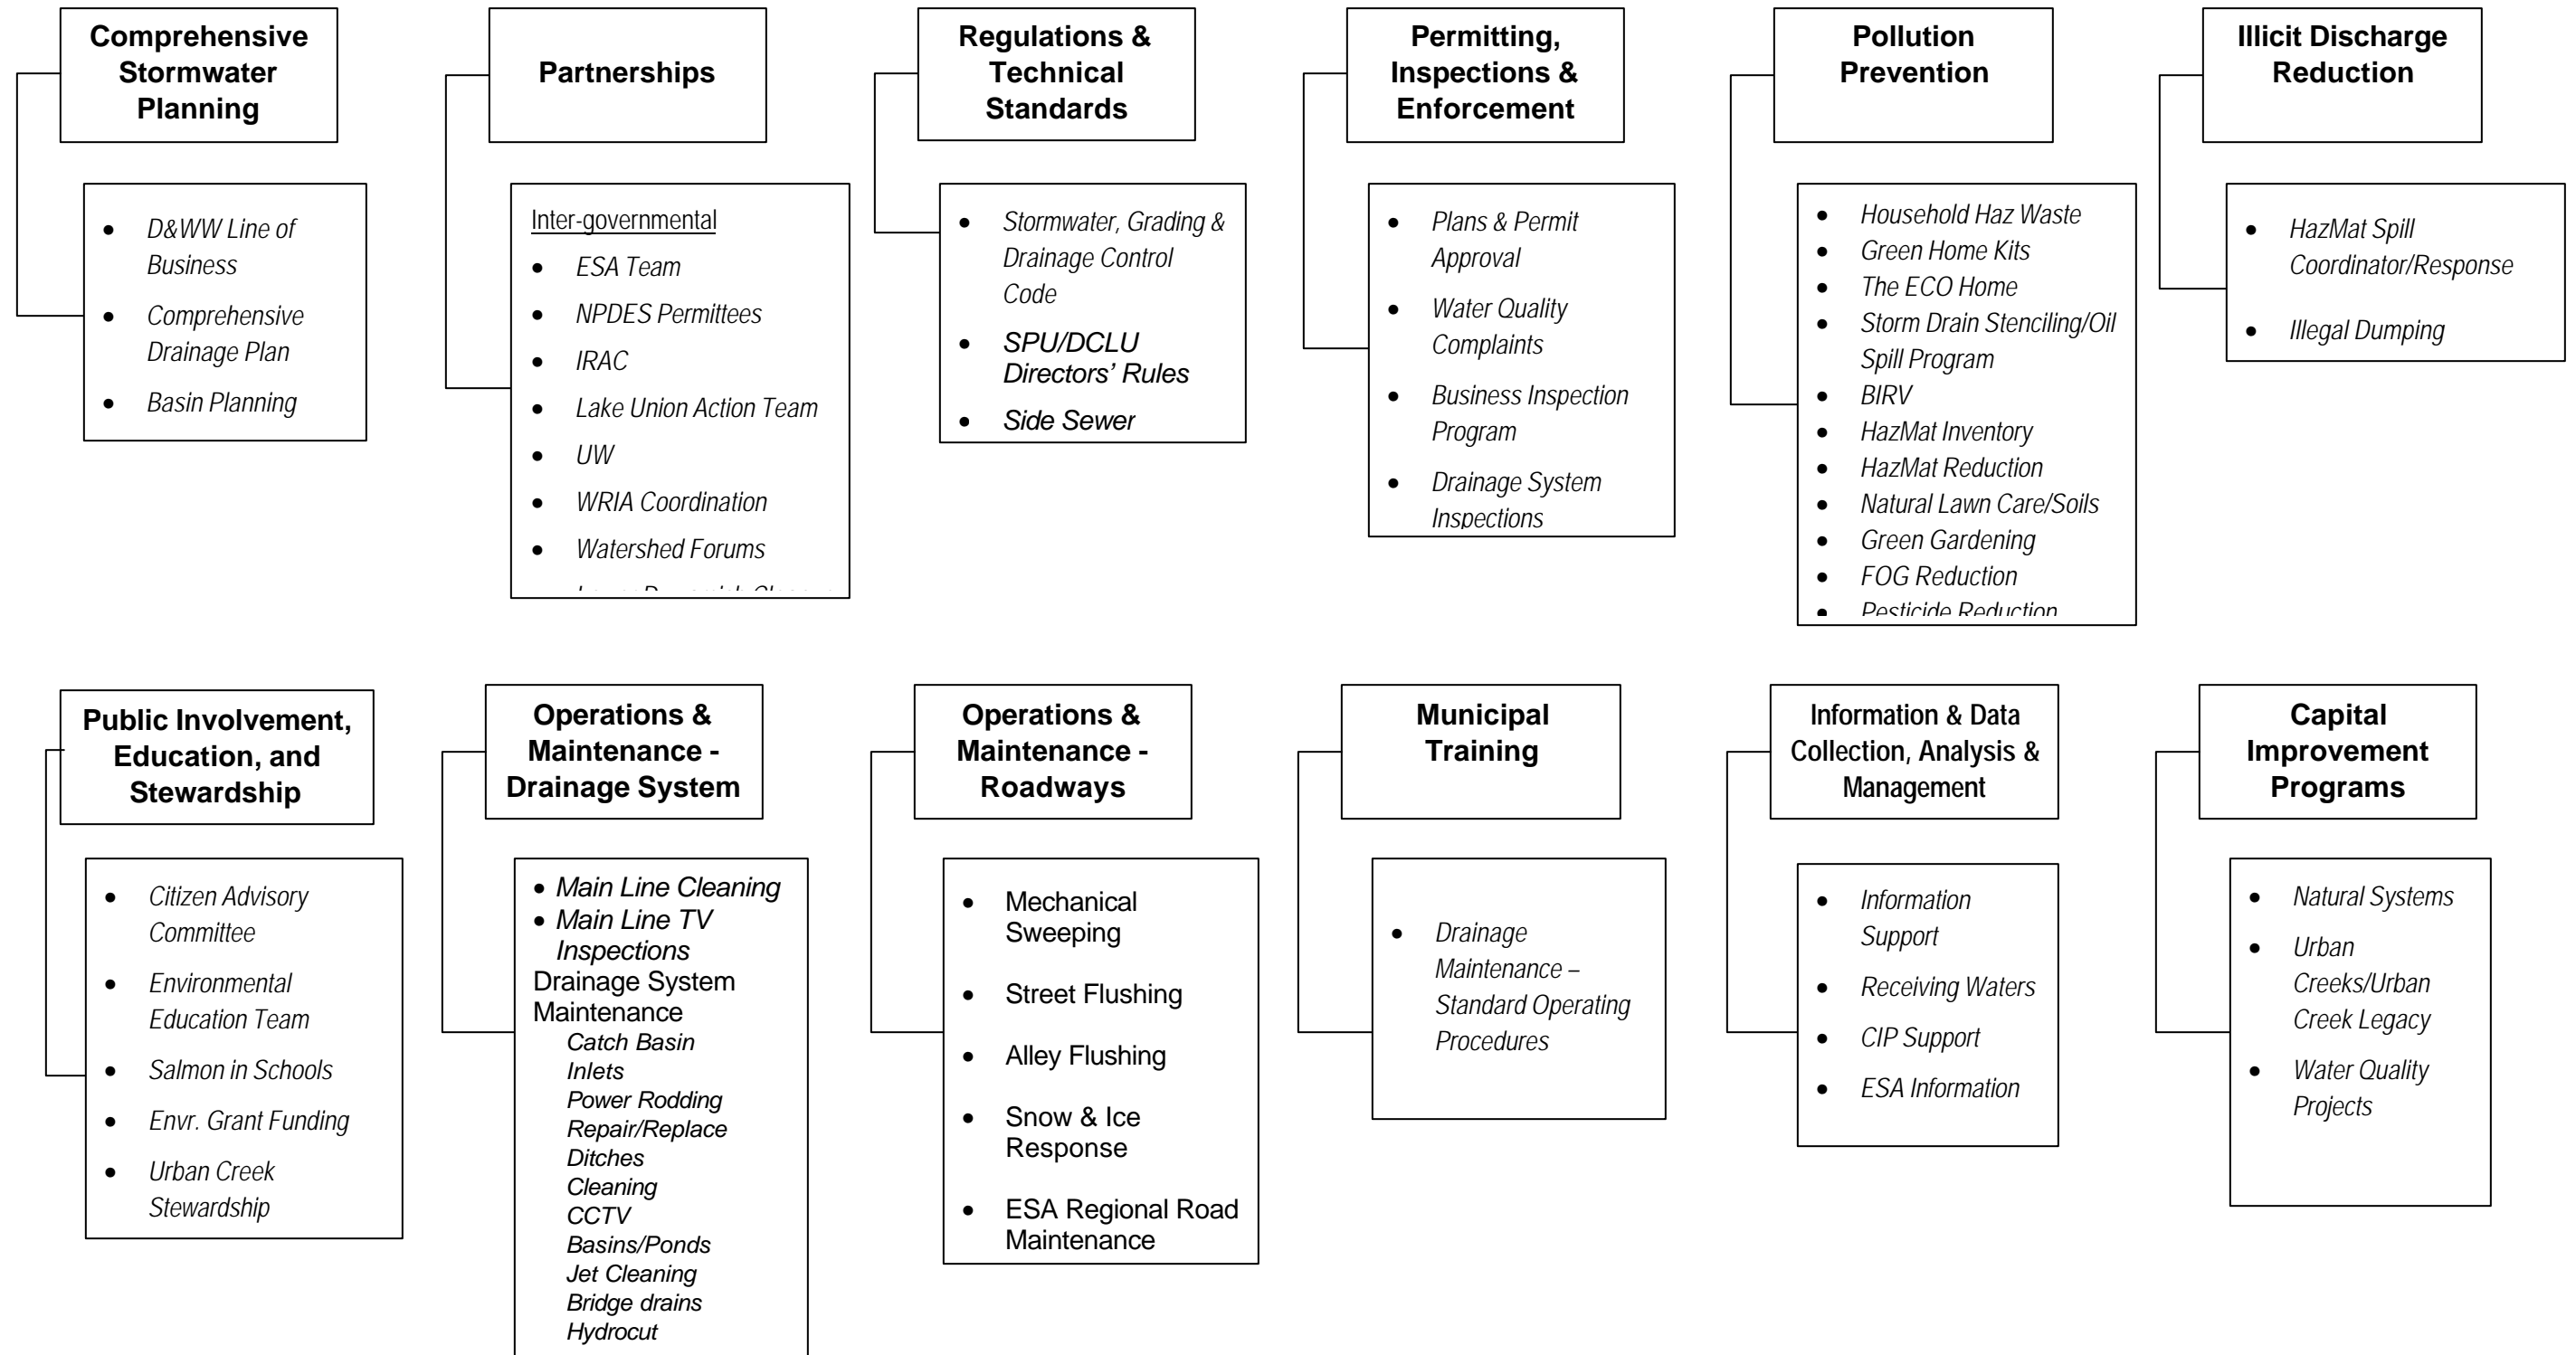 Comprehensive
Stormwater
Planning
• D&WW Line of
Business
• Comprehensive
Drainage Plan
• Basin Planning
Partnerships
Inter-governmental
• ESA Team
• NPDES Permittees
• IRAC
• Lake Union Action Team
• UW
• WRIA Coordination
• Watershed Forums
Regulations &
Technical
Standards
• Stormwater, Grading &
Drainage Control
Code
• SPU/DCLU
Directors’ Rules
• Side Sewer
Permitting,
Inspections &
Enforcement
• Plans & Permit
Approval
• Water Quality
Complaints
• Business Inspection
Program
• Drainage System
Inspections
Pollution
Prevention
• Household Haz Waste
• Green Home Kits
• The ECO Home
• Storm Drain Stenciling/Oil
Spill Program
• BIRV
• HazMat Inventory
• HazMat Reduction
• Natural Lawn Care/Soils
• Green Gardening
• FOG Reduction
• Pesticide Reduction
Illicit Discharge
Reduction
• HazMat Spill
Coordinator/Response
• Illegal Dumping
Public Involvement,
Education, and
Stewardship
• Citizen Advisory
Committee
• Environmental
Education Team
• Salmon in Schools
• Envr. Grant Funding
• Urban Creek
Stewardship
Operations &
Maintenance -
Drainage System
• Main Line Cleaning
• Main Line TV
Inspections
Drainage System
Maintenance
Catch Basin
Inlets
Power Rodding
Repair/Replace
Ditches
Cleaning
CCTV
Basins/Ponds
Jet Cleaning
Bridge drains
Hydrocut
Operations &
Maintenance -
Roadways
• Mechanical
Sweeping
• Street Flushing
• Alley Flushing
• Snow & Ice
Response
• ESA Regional Road
Maintenance
Municipal
Training
• Drainage
Maintenance –
Standard Operating
Procedures
Information & Data
Collection, Analysis &
Management
• Information
Support
• Receiving Waters
• CIP Support
• ESA Information
Capital
Improvement
Programs
• Natural Systems
• Urban
Creeks/Urban
Creek Legacy
• Water Quality
Projects